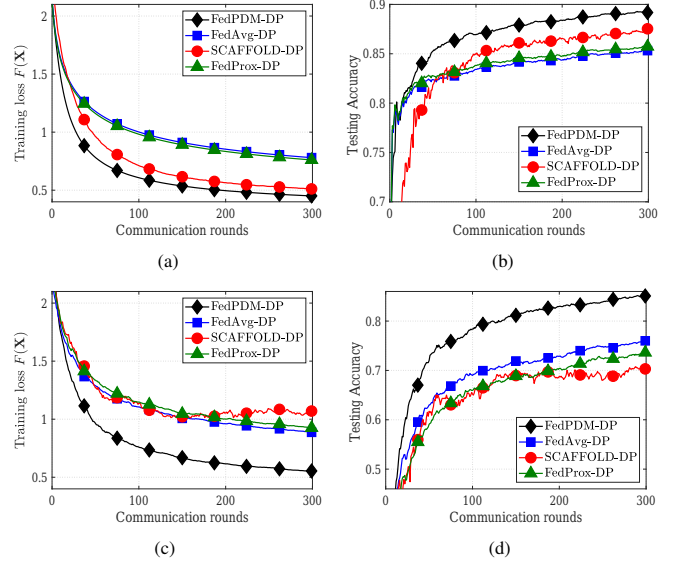 2
1.5
1
0.5
0
100
200
300
Training loss F(X)
Communication rounds
FedPDM-DP
FedAvg-DP
SCAFFOLD-DP
FedProx-DP
(a)
0.9
0.85
0.8
0.75
0.7
0
100
200
300
Testing Accuracy
Communication rounds
FedPDM-DP
FedAvg-DP
SCAFFOLD-DP
FedProx-DP
(b)
2
1.5
1
0.5
0
100
200
300
Training loss F(X)
Communication rounds
FedPDM-DP
FedAvg-DP
SCAFFOLD-DP
FedProx-DP
(c)
0.8
0.7
0.6
0.5
0
50
100
150
200
250
300
Testing Accuracy
Communication rounds
FedPDM-DP
FedAvg-DP
SCAFFOLD-DP
FedProx-DP
(d)